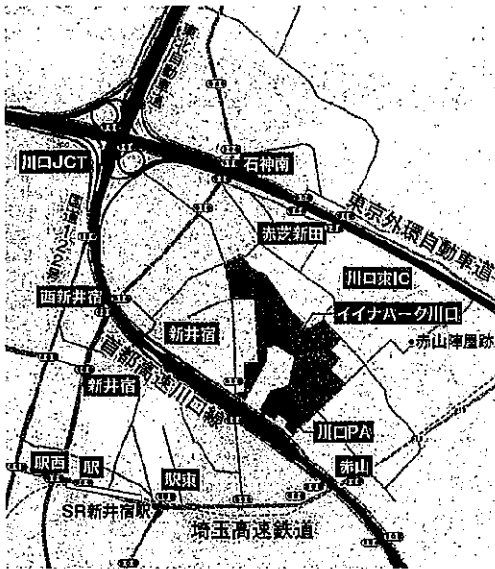 東北自動車道
川口JCT
石神南
国道122号
東京外環自動車道
赤芝新田
川口東IC
西新井宿
新井宿
イイナパーク川口
赤山陣屋跡
首都高速川口線
新井宿
川口PA
駅西
駅
駅東
赤山
SR新井宿駅
埼玉高速鉄道